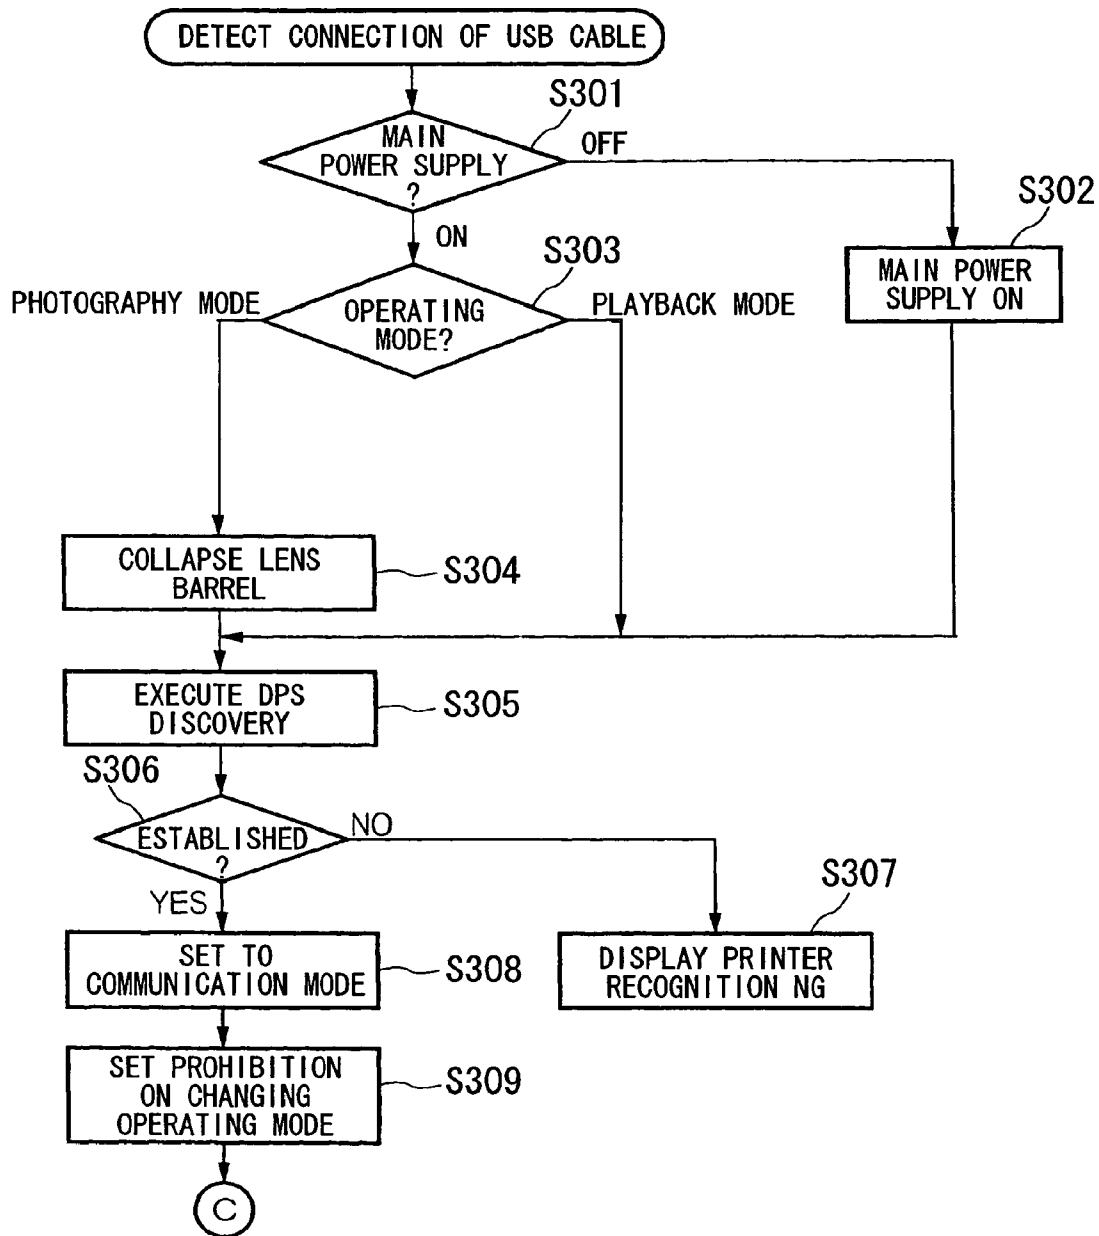 DETECT CONNECTION OF USB CABLE
S301
MAIN
POWER SUPPLY
?
OFF
ON
S302
MAIN POWER
SUPPLY ON
S303
PHOTOGRAPHY MODE
OPERATING
MODE?
PLAYBACK MODE
COLLAPSE LENS
BARREL
S304
EXECUTE DPS
DISCOVERY
S305
S306
ESTABLISHED
?
NO
YES
S307
DISPLAY PRINTER
RECOGNITION NG
SET TO
COMMUNICATION MODE
S308
SET PROHIBITION
ON CHANGING
OPERATING MODE
S309
C